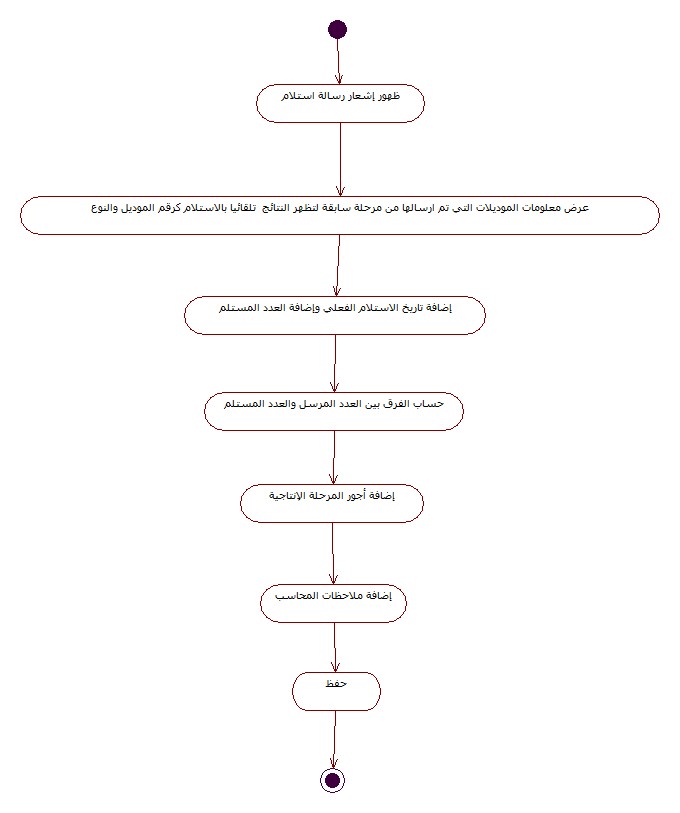 ظهور إشعار رسالة استلام
عرض معلومات الموديلات التي تم ارسالها من مرحلة سابقة لتظهر النتائج تلقائيا بالاستلام كرقم الموديل والنوع
إضافة تاريخ الاستلام الفعلي وإضافة العدد المستلم
حساب الفرق بين العدد المرسل والعدد المستلم
إضافة أجور المرحلة الإنتاجية
إضافة ملاحظات المحاسب
حفظ